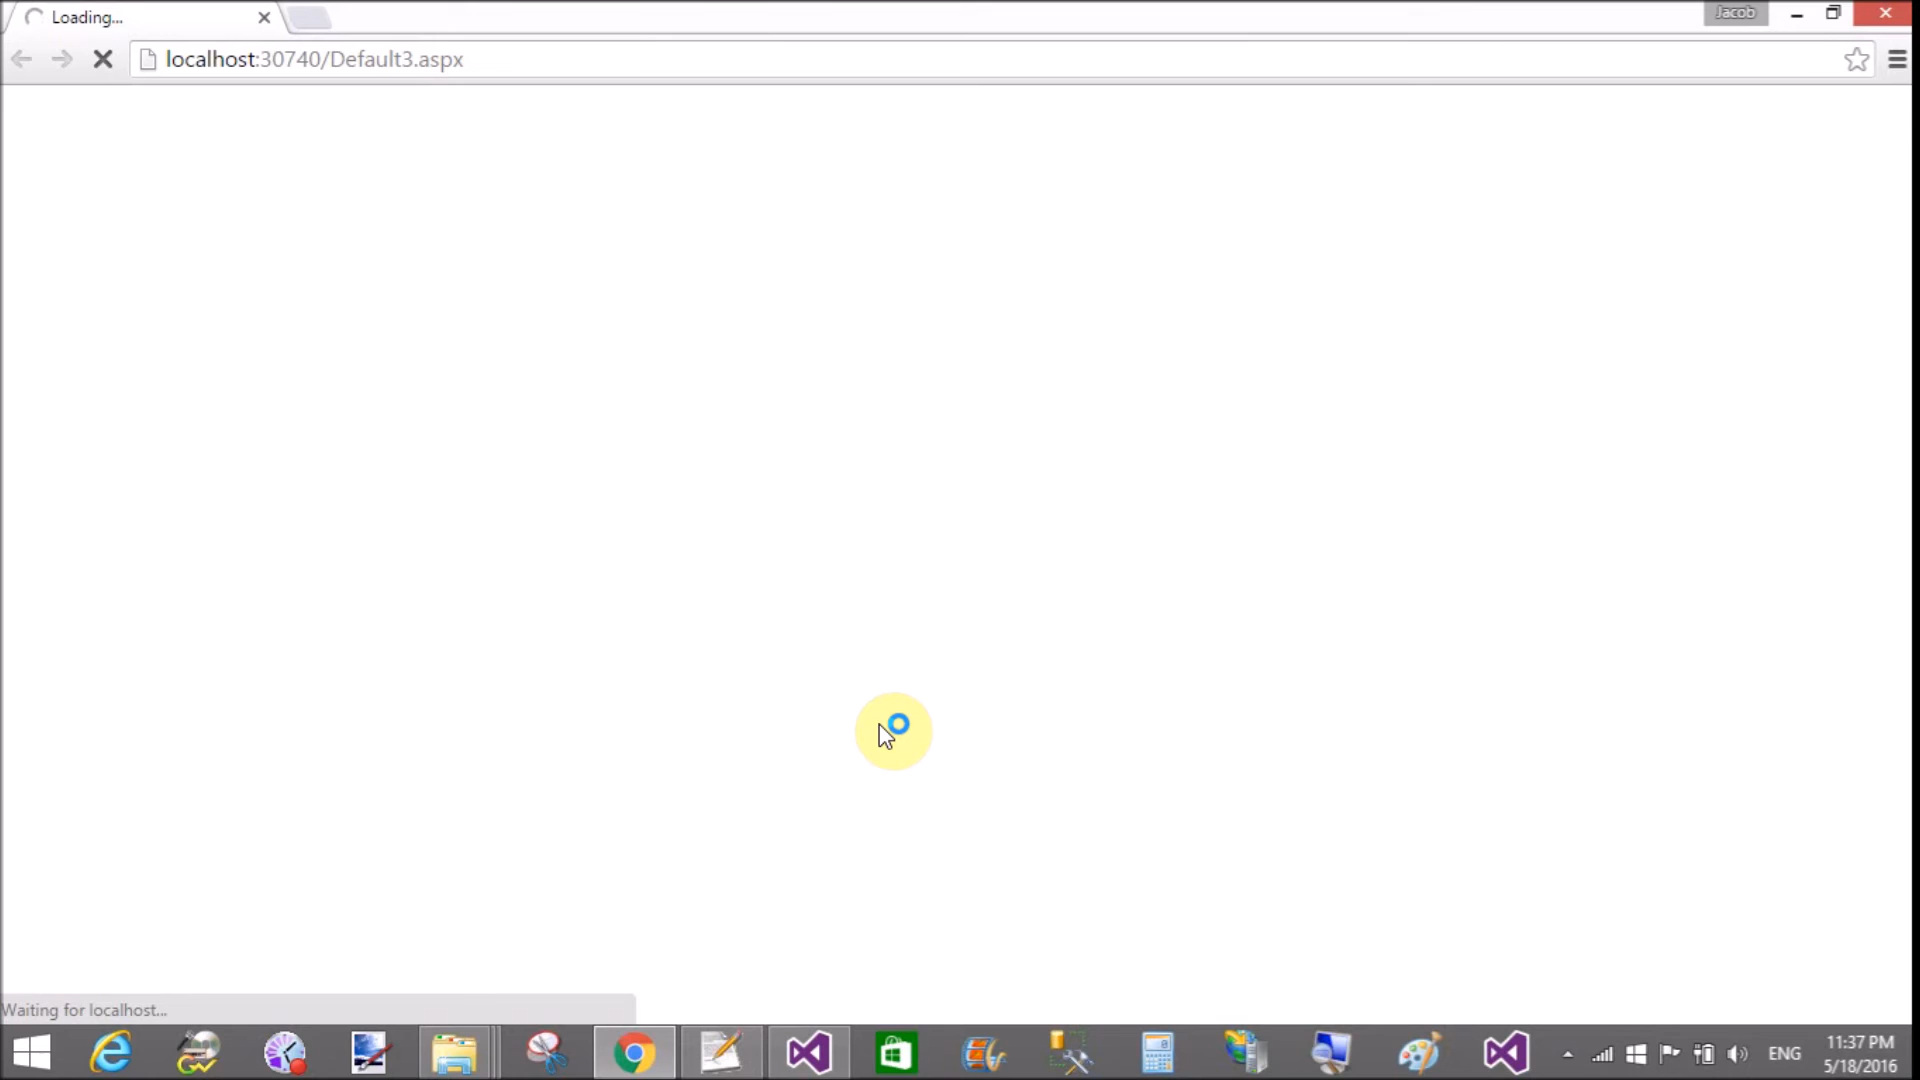 Loading...
Jacob
localhost:30740/Default3.aspx
Waiting for localhost...
ENG
11:37 PM
5/18/2016